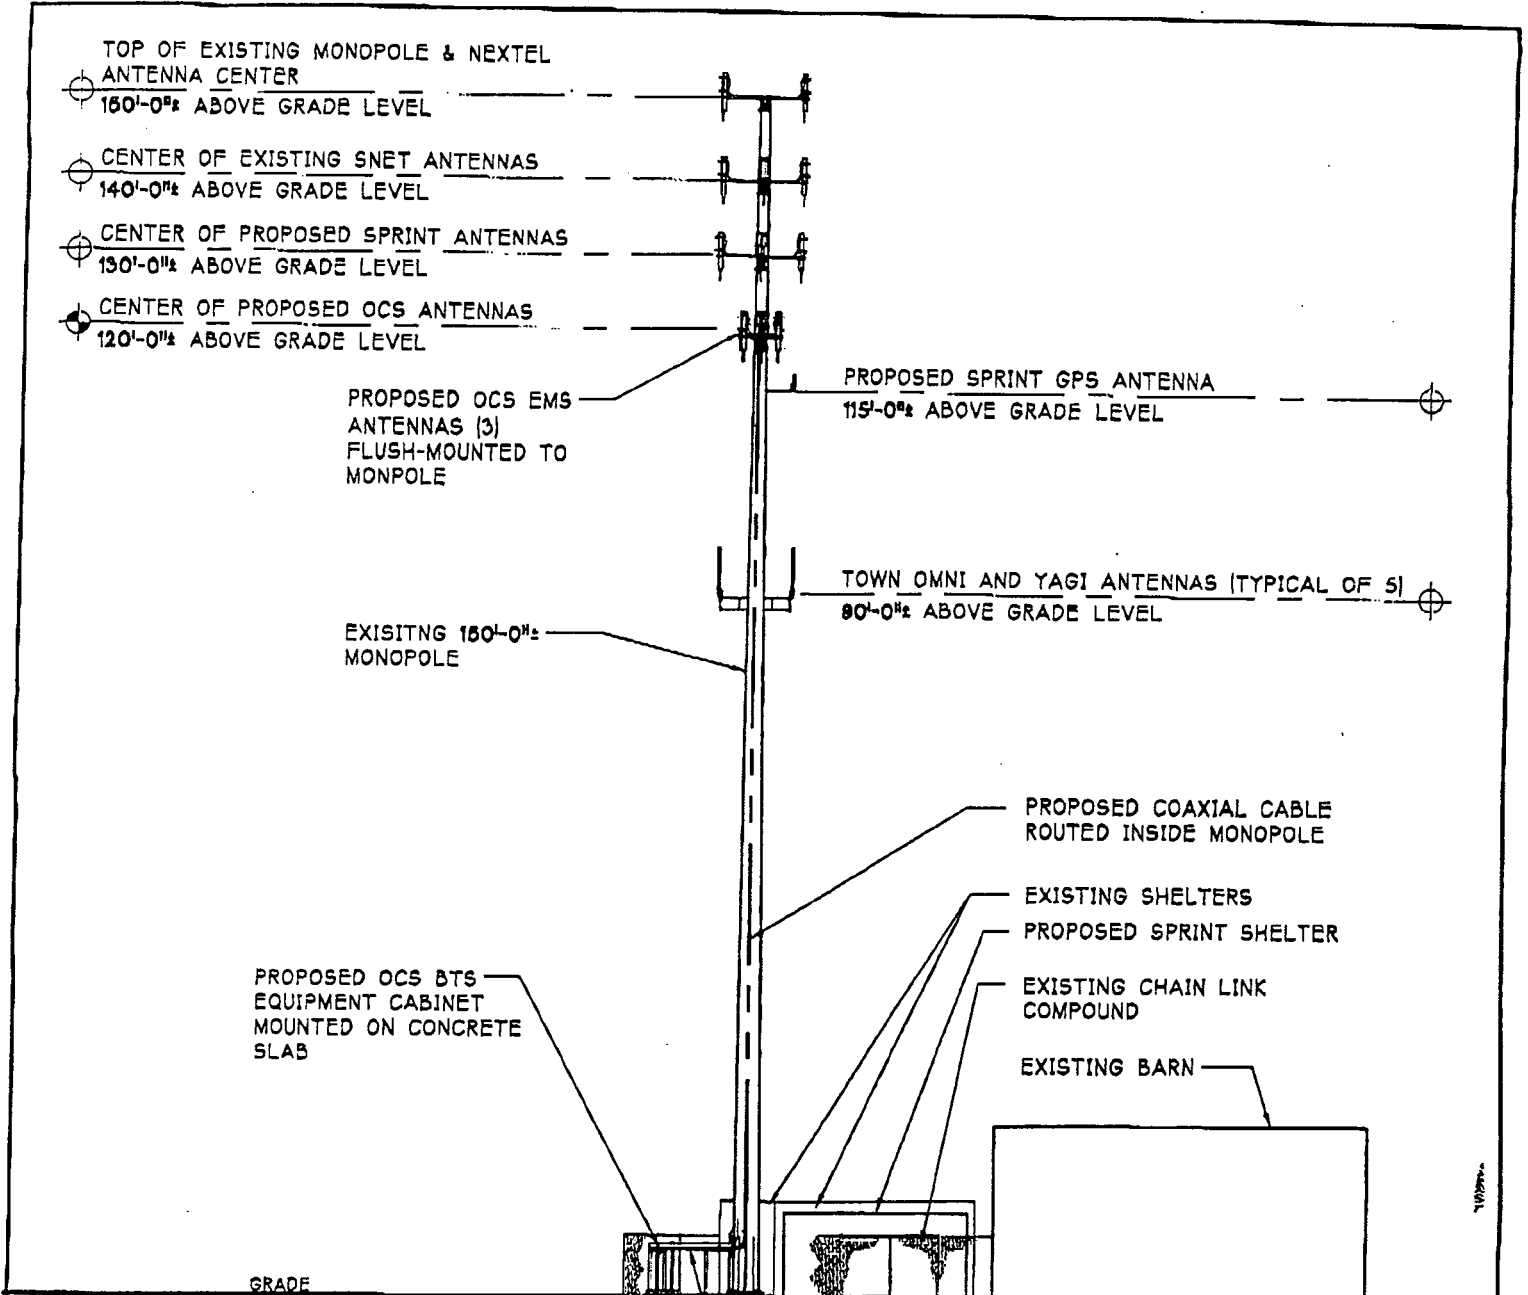 TOP OF EXISTING MONOPOLE & NEXTEL
ANTENNA CENTER
150'-0"± ABOVE GRADE LEVEL
CENTER OF EXISTING SNET ANTENNAS
140'-0"± ABOVE GRADE LEVEL
CENTER OF PROPOSED SPRINT ANTENNAS
130'-0"± ABOVE GRADE LEVEL
CENTER OF PROPOSED OCS ANTENNAS
120'-0"± ABOVE GRADE LEVEL
PROPOSED OCS EMS
ANTENNAS (3)
FLUSH-MOUNTED TO
MONPOLE
PROPOSED SPRINT GPS ANTENNA
115'-0"± ABOVE GRADE LEVEL
TOWN OMNI AND YAGI ANTENNAS (TYPICAL OF 5)
90'-0"± ABOVE GRADE LEVEL
EXISITNG 150'-0"±
MONOPOLE
PROPOSED COAXIAL CABLE
ROUTED INSIDE MONOPOLE
EXISTING SHELTERS
PROPOSED SPRINT SHELTER
PROPOSED OCS BTS
EQUIPMENT CABINET
MOUNTED ON CONCRETE
SLAB
EXISTING CHAIN LINK
COMPOUND
EXISTING BARN
GRADE